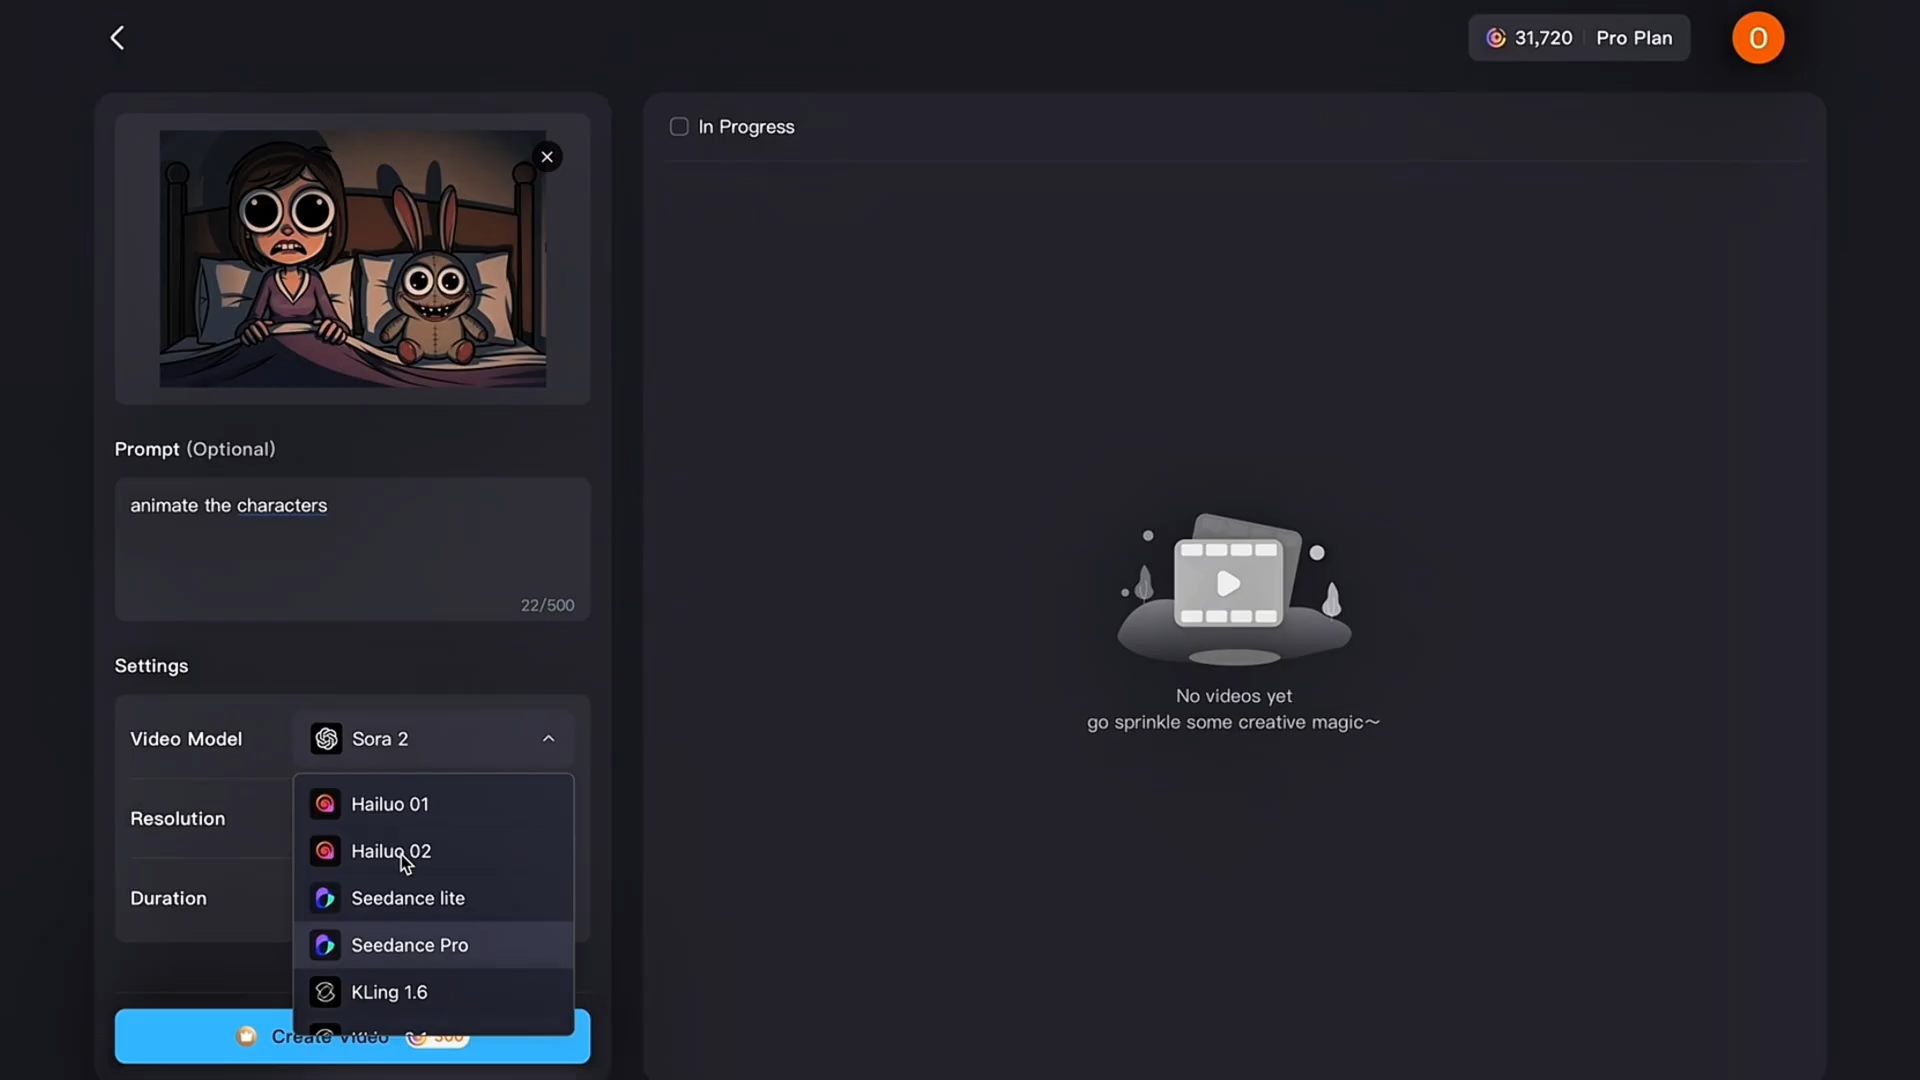 31,720 Pro Plan
O
In Progress
Prompt (Optional)
animate the characters
22/500
Settings
Video Model
Sora 2
Hailuo 01
Resolution
Hailuo 02
Duration
Seedance lite
Seedance Pro
KLing 1.6
Create Video
No videos yet
go sprinkle some creative magic~